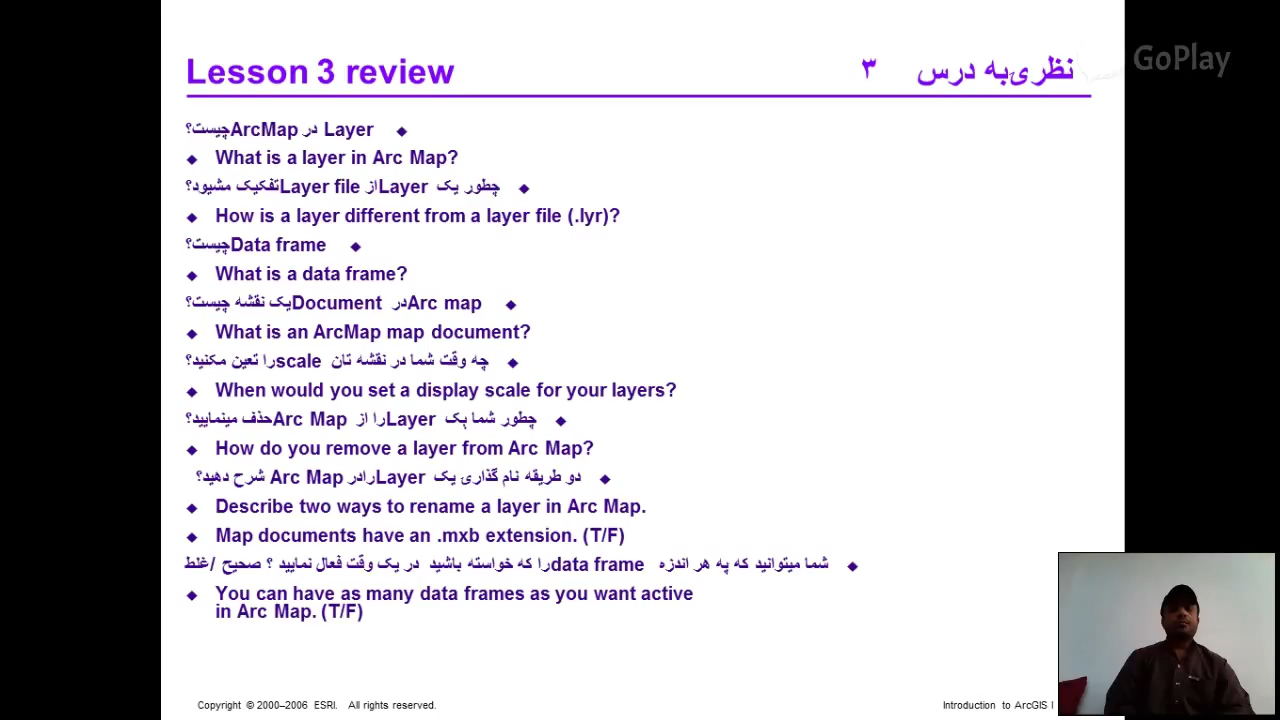 Lesson 3 review
نظری به درس ۳
GoPlay
Layer در ArcMap چیست؟
What is a layer in Arc Map?
چطور یک Layer از Layer file تفکیک مشیود؟
How is a layer different from a layer file (.lyr)?
Data frame چیست؟
What is a data frame?
Arc map در Document یک نقشه چیست؟
What is an ArcMap map document?
چه وقت شما در نقشه تان scale را تعین مکنید؟
When would you set a display scale for your layers?
چطور شما یک Layer را از Arc Map حذف مینمایید؟
How do you remove a layer from Arc Map?
دو طریقه نام گذاری یک Layer رادر Arc Map شرح دهید؟
Describe two ways to rename a layer in Arc Map.
Map documents have an .mxb extension. (T/F)
شما میتوانید که په هر اندزه data frame را که خواسته باشید در یک وقت فعال نمایید ؟ صحیح /غلط
You can have as many data frames as you want active
in Arc Map. (T/F)
Copyright © 2000–2006 ESRI. All rights reserved.
Introduction to ArcGIS I